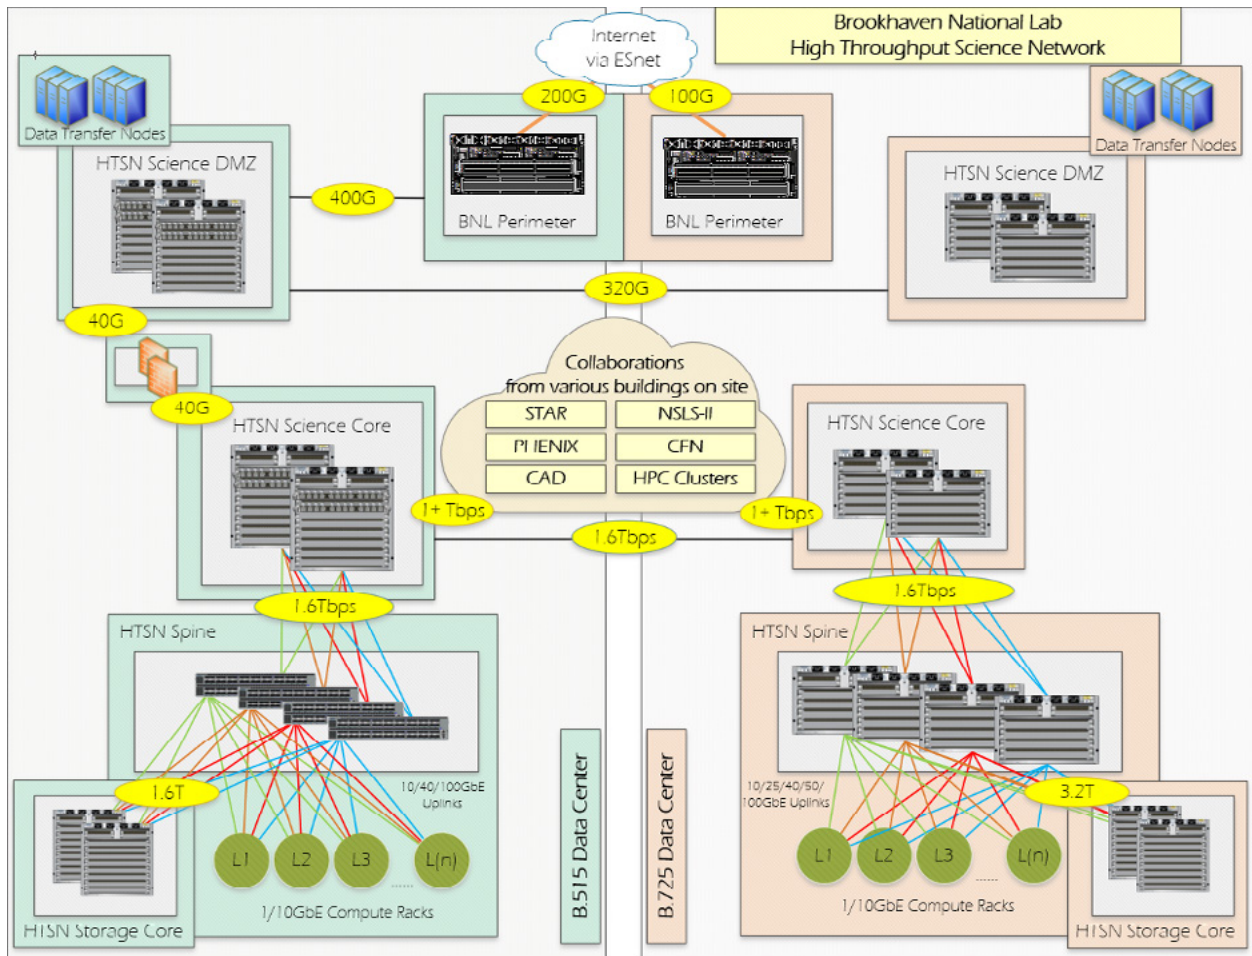 Brookhaven National Lab
High Throughput Science Network
Internet
via ESnet
200G
100G
Data Transfer Nodes
Data Transfer Nodes
HTSN Science DMZ
HTSN Science DMZ
400G
BNL Perimeter
BNL Perimeter
320G
40G
Collaborations
from various buildings on site
STAR
NSLS-II
PHENIX
CFN
CAD
HPC Clusters
40G
HTSN Science Core
HTSN Science Core
1+ Tbps
1+ Tbps
1.6Tbps
1.6Tbps
1.6Tbps
HTSN Spine
HTSN Spine
1.6T
10/40/100GbE
Uplinks
10/25/40/50/
100GbE Uplinks
3.2T
B.515 Data Center
B.725 Data Center
L1
L2
L3
......
L(n)
L1
L2
L3
......
L(n)
1/10GbE Compute Racks
1/10GbE Compute Racks
HTSN Storage Core
HTSN Storage Core